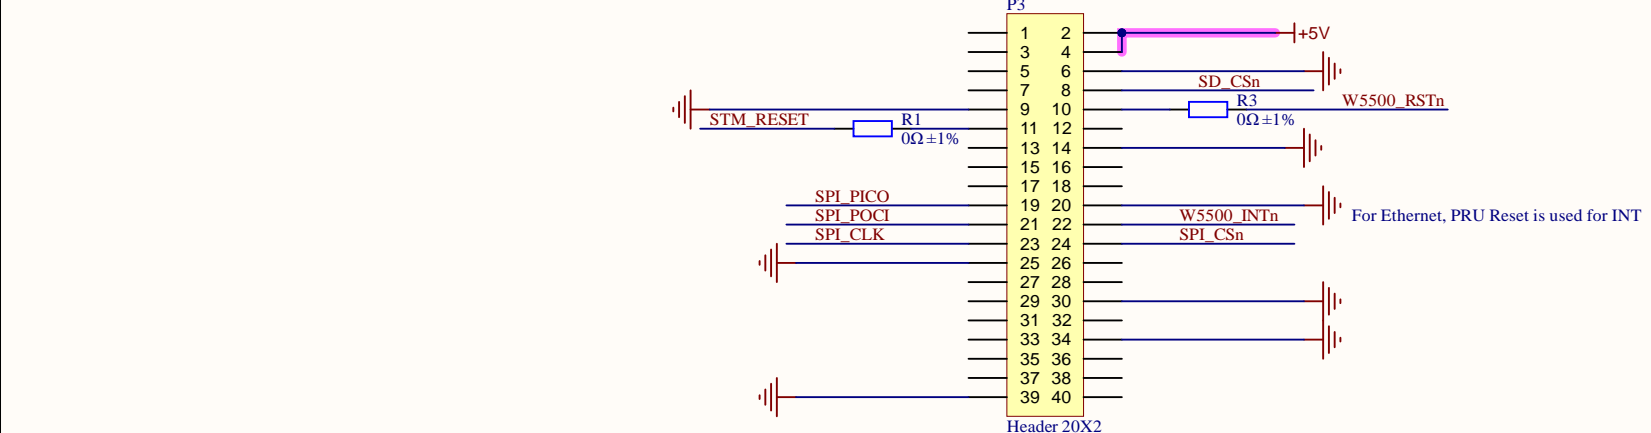 P3
1 2 +5V
3 4
5 6
SD_CSn
7 8
R3 W5500_RSTn
9 10
0Ω ±1%
STM_RESET R1
11 12
0Ω ±1%
13 14
15 16
17 18
SPI_PICO
19 20
For Ethernet, PRU Reset is used for INT
SPI_POCI W5500_INTn
21 22
SPI_CLK SPI_CSn
23 24
25 26
27 28
29 30
31 32
33 34
35 36
37 38
39 40
Header 20X2